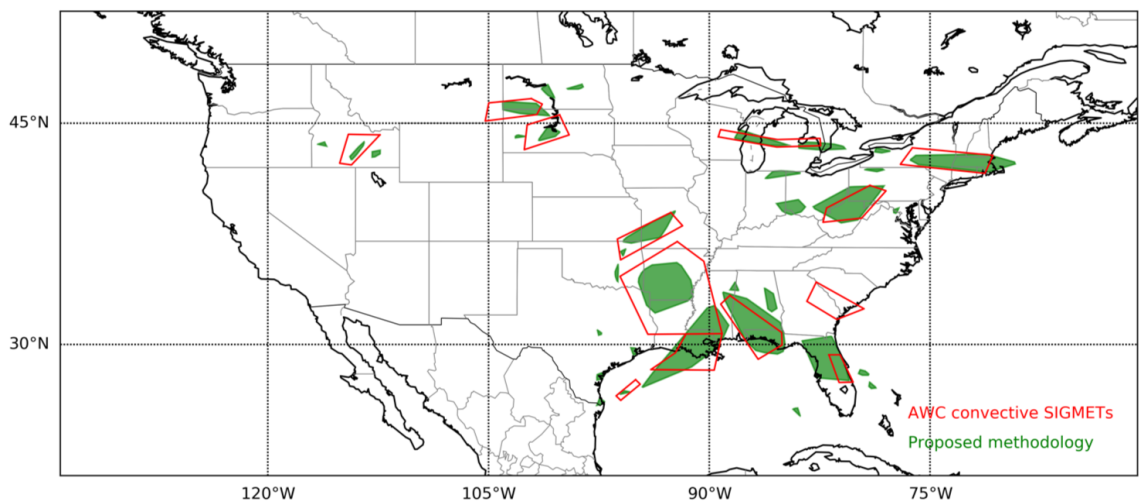 45°N
30°N
AWC convective SIGMETs
Proposed methodology
120°W
105°W
90°W
75°W